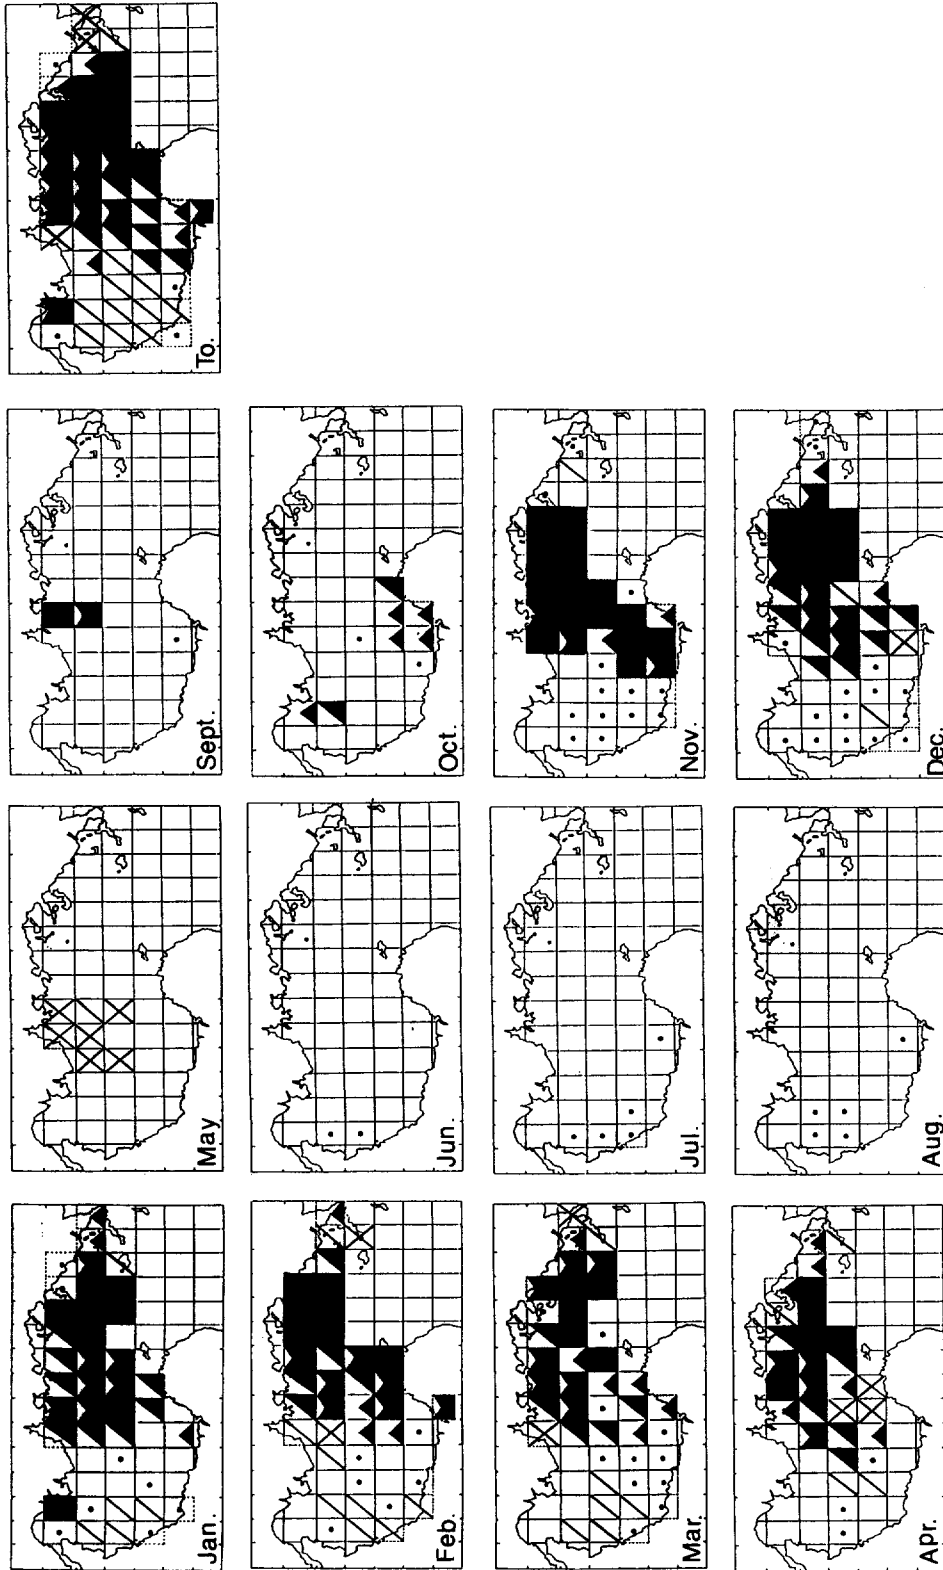 Jan.
Feb.
Mar.
Apr.
May
Jun.
Jul.
Aug.
Sept.
Oct.
Nov.
Dec.
To.